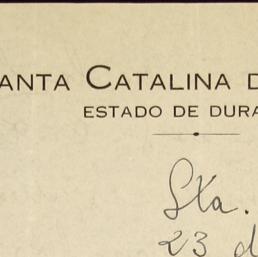 ANTA CATALINA D
ESTADO DE DURA
Sta.
23 d